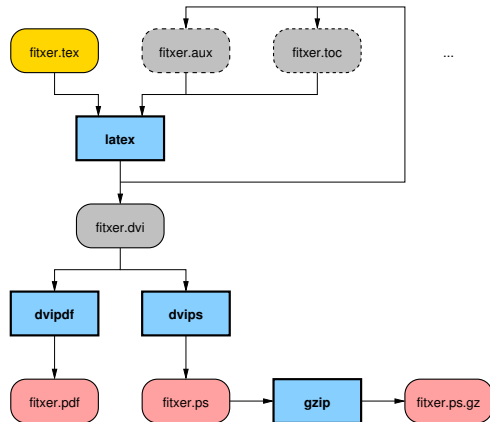 fitxer.tex
fitxer.aux
fitxer.toc
...
latex
fitxer.dvi
dvipdf
dvips
fitxer.pdf
fitxer.ps
gzip
fitxer.ps.gz